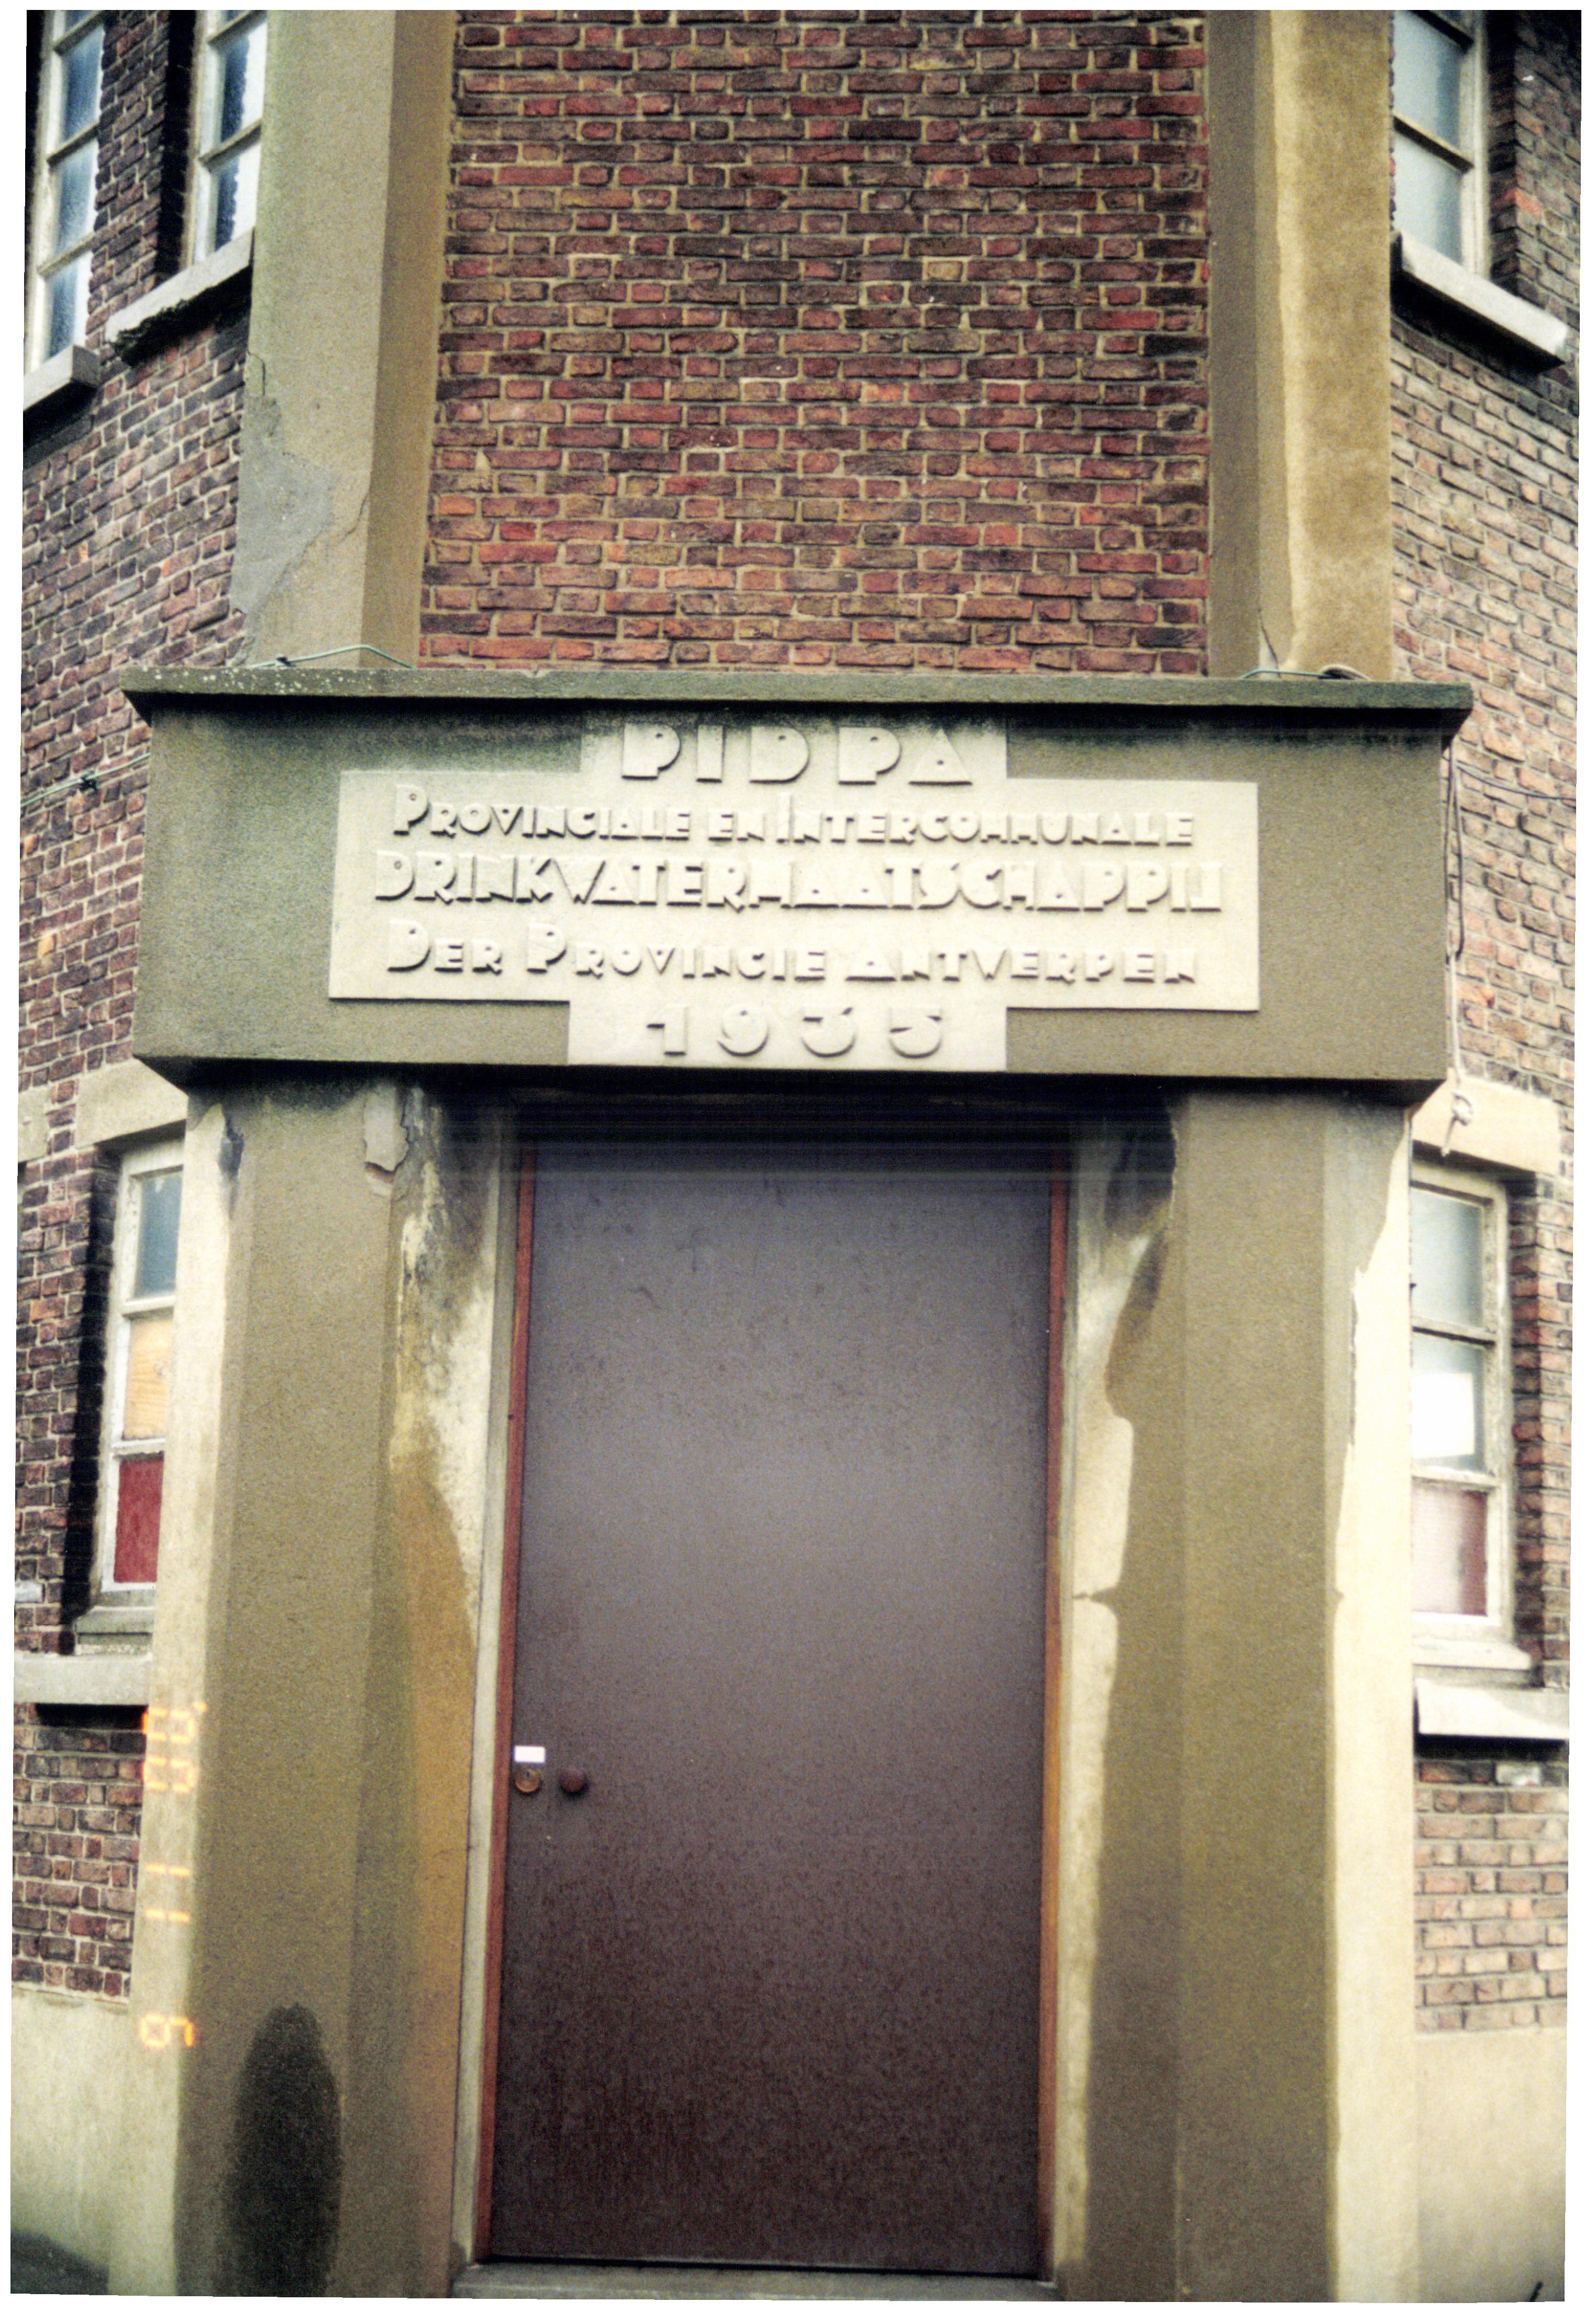 PIDPA
PROVINCIALE EN INTERCOMMUNALE
DRINKWATERMAATSCHAPPIJ
DER PROVINCIE ANTWERPEN
1935